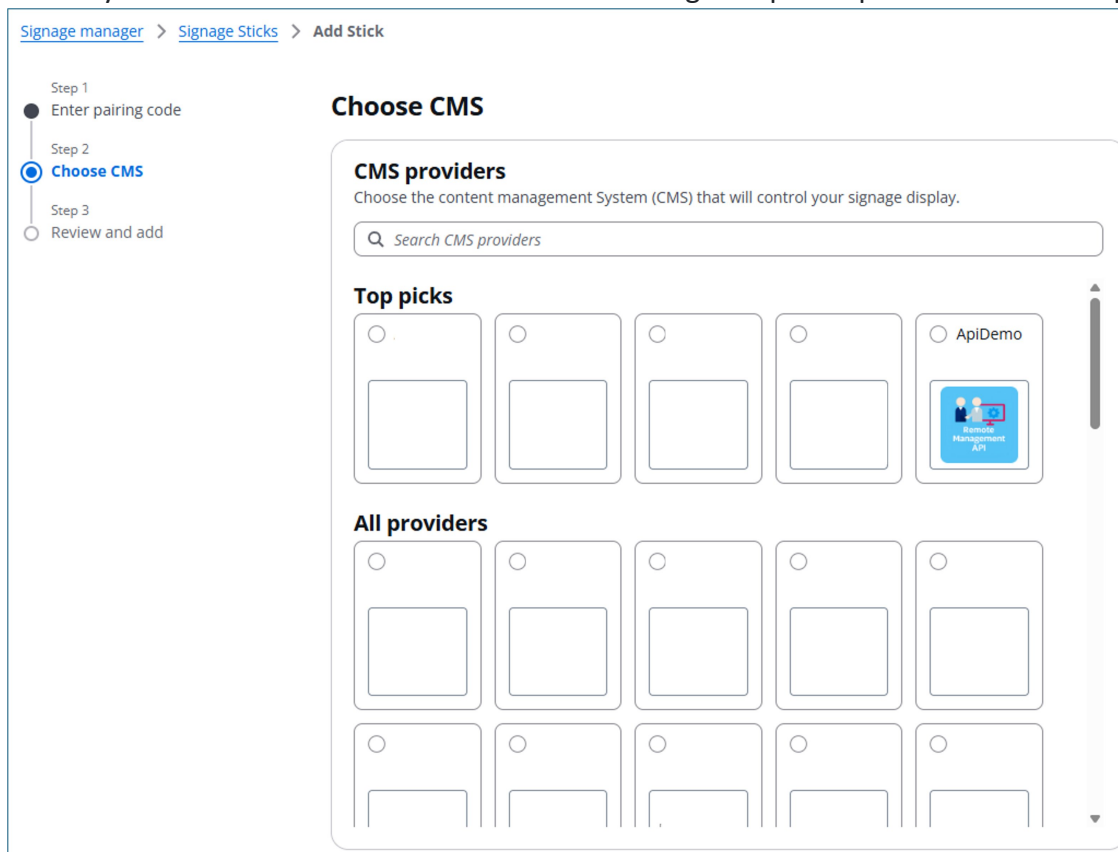 Signage manager > Signage Sticks > Add Stick
Step 1
Enter pairing code
Step 2
Choose CMS
Step 3
Review and add
Choose CMS
CMS providers
Choose the content management System (CMS) that will control your signage display.
Search CMS providers
Top picks
ApiDemo
Remote
Management
API
All providers